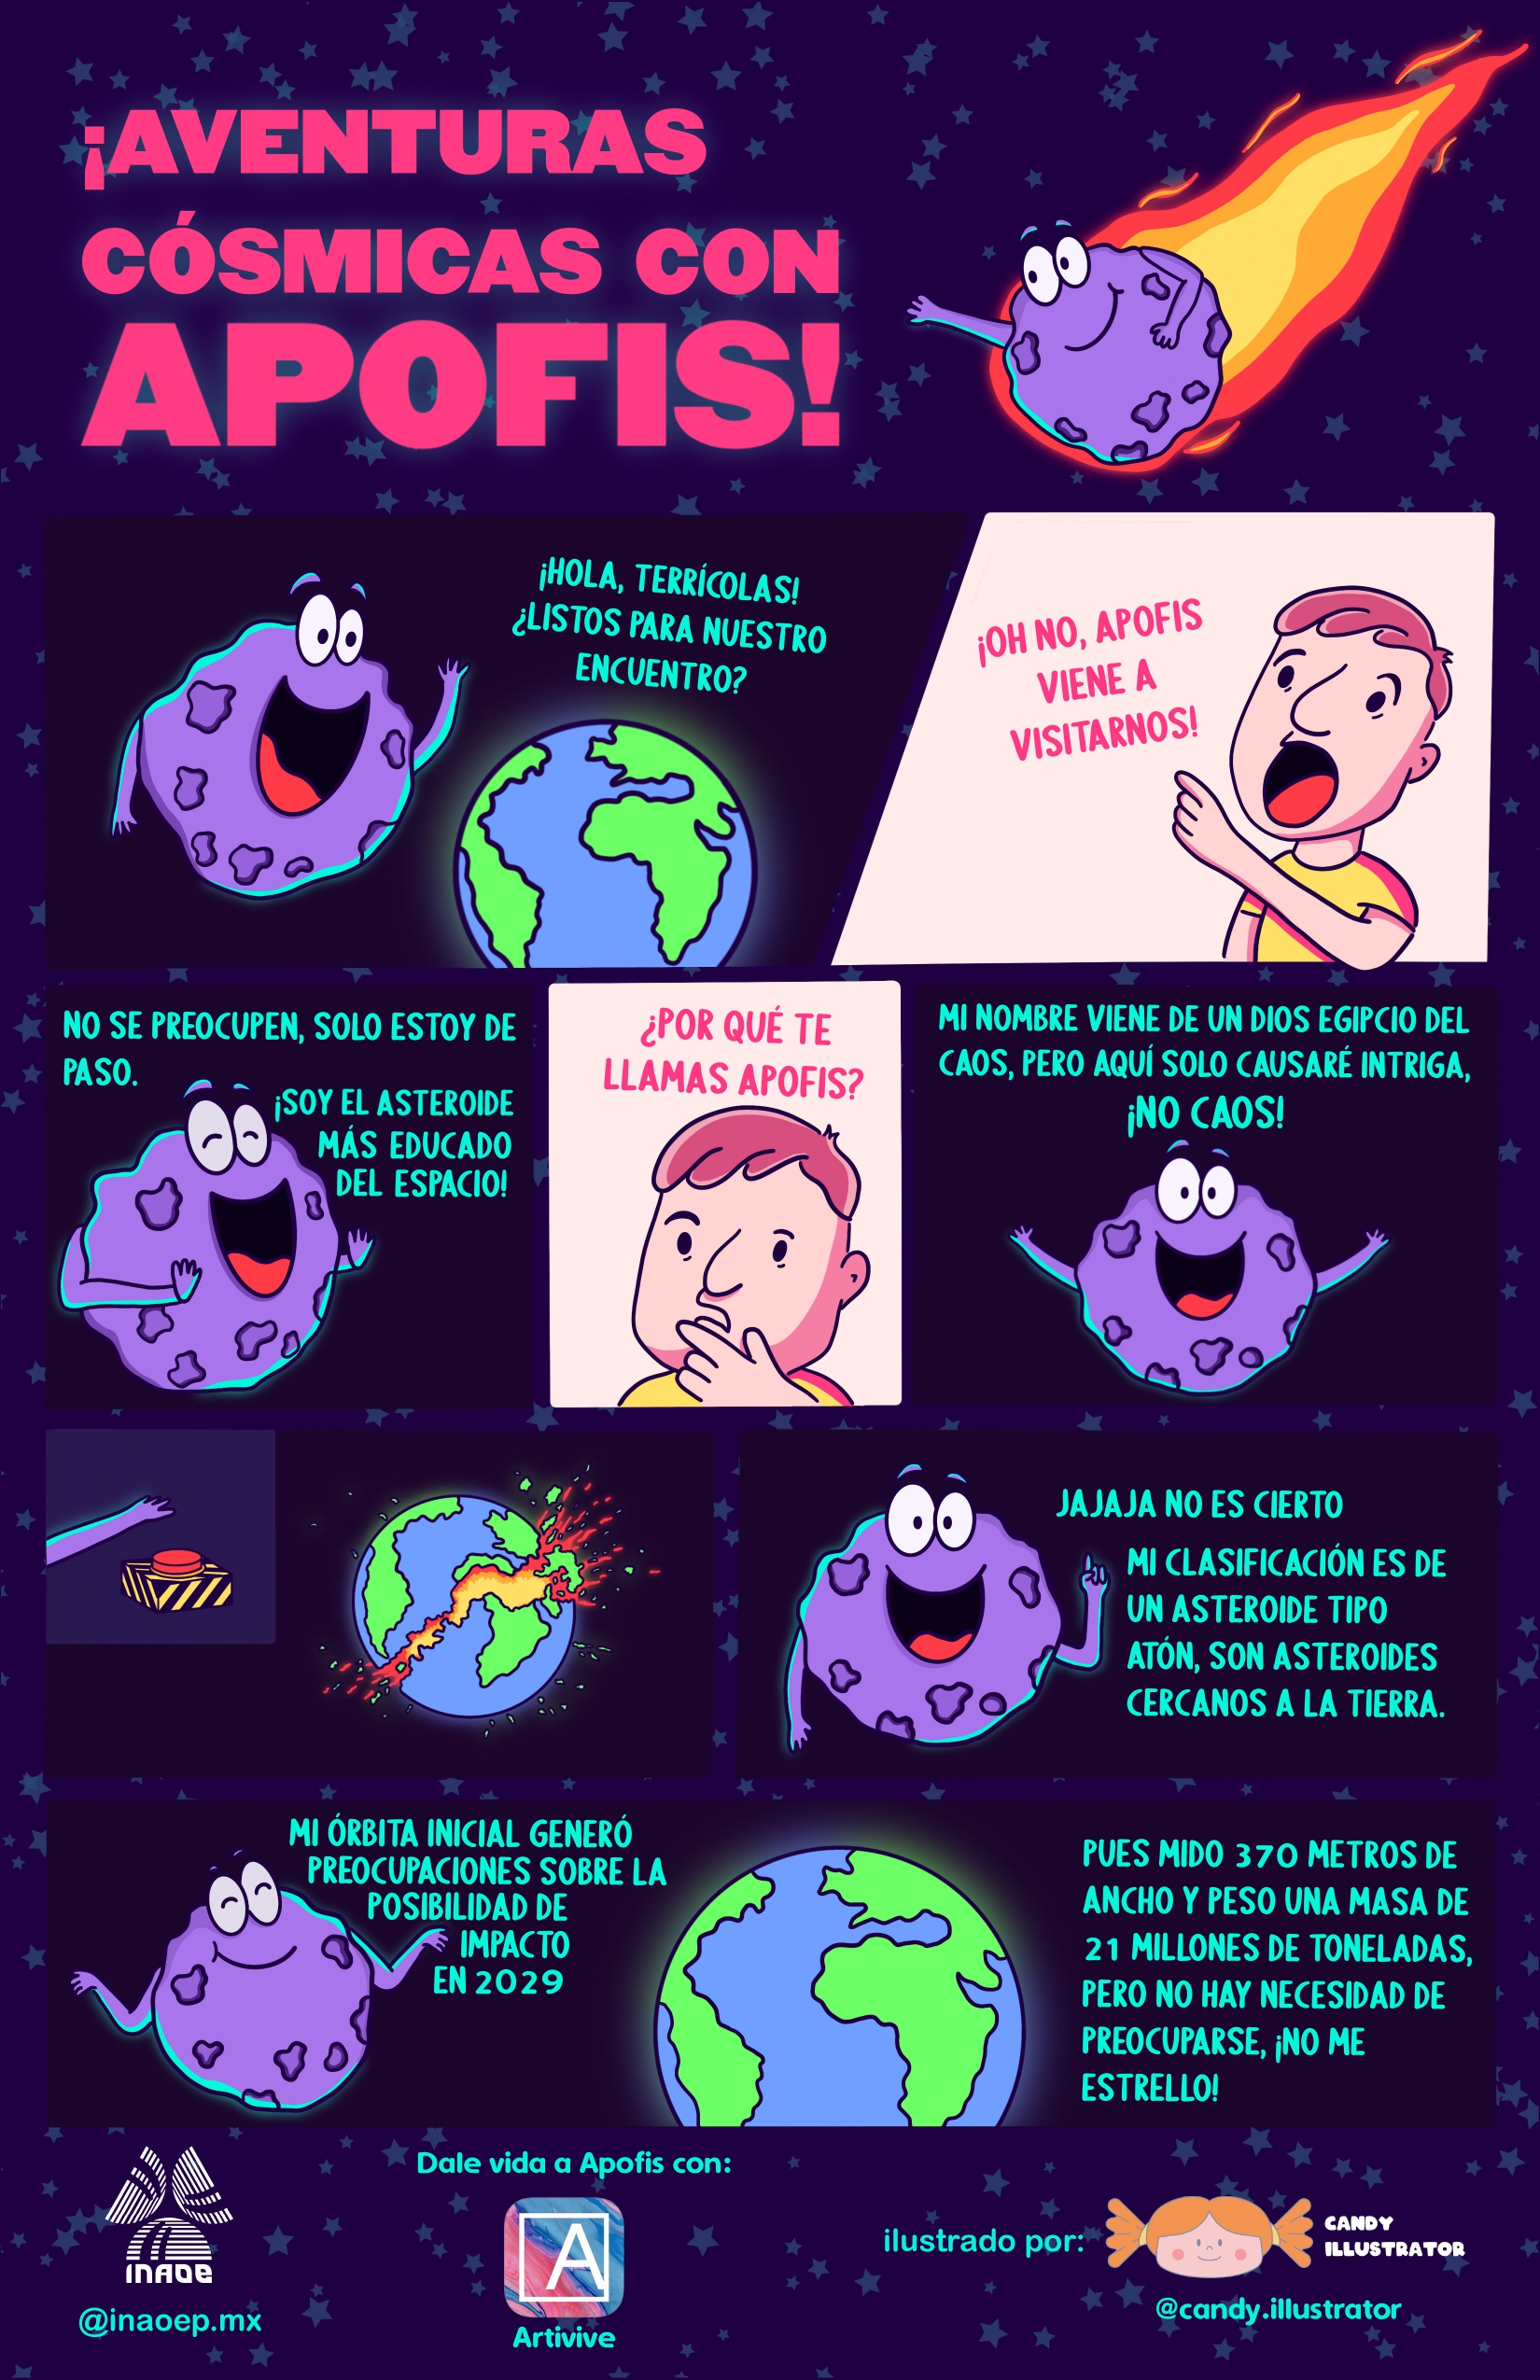 ¡AVENTURAS
CÓSMICAS CON
APOFIS!
¡HOLA, TERRÍCOLAS!
¿LISTOS PARA NUESTRO
ENCUENTRO?
¡OH NO, APOFIS
VIENE A
VISITARNOS!
NO SE PREOCUPEN, SOLO ESTOY DE
PASO.
¡SOY EL ASTEROIDE
MÁS EDUCADO
DEL ESPACIO!
¿POR QUÉ TE
LLAMAS APOFIS?
MI NOMBRE VIENE DE UN DIOS EGIPCIO DEL
CAOS, PERO AQUÍ SOLO CAUSARÉ INTRIGA,
¡NO CAOS!
JAJAJA NO ES CIERTO
MI CLASIFICACIÓN ES DE
UN ASTEROIDE TIPO
ATÓN, SON ASTEROIDES
CERCANOS A LA TIERRA.
MI ÓRBITA INICIAL GENERÓ
PREOCUPACIONES SOBRE LA
POSIBILIDAD DE
IMPACTO
EN 2029
PUES MIDO 370 METROS DE
ANCHO Y PESO UNA MASA DE
21 MILLONES DE TONELADAS,
PERO NO HAY NECESIDAD DE
PREOCUPARSE, ¡NO ME
ESTRELLO!
INAOE
@inaoep.mx
Dale vida a Apofis con:
A
Artivive
ilustrado por:
CANDY
ILLUSTRATOR
@candy.illustrator